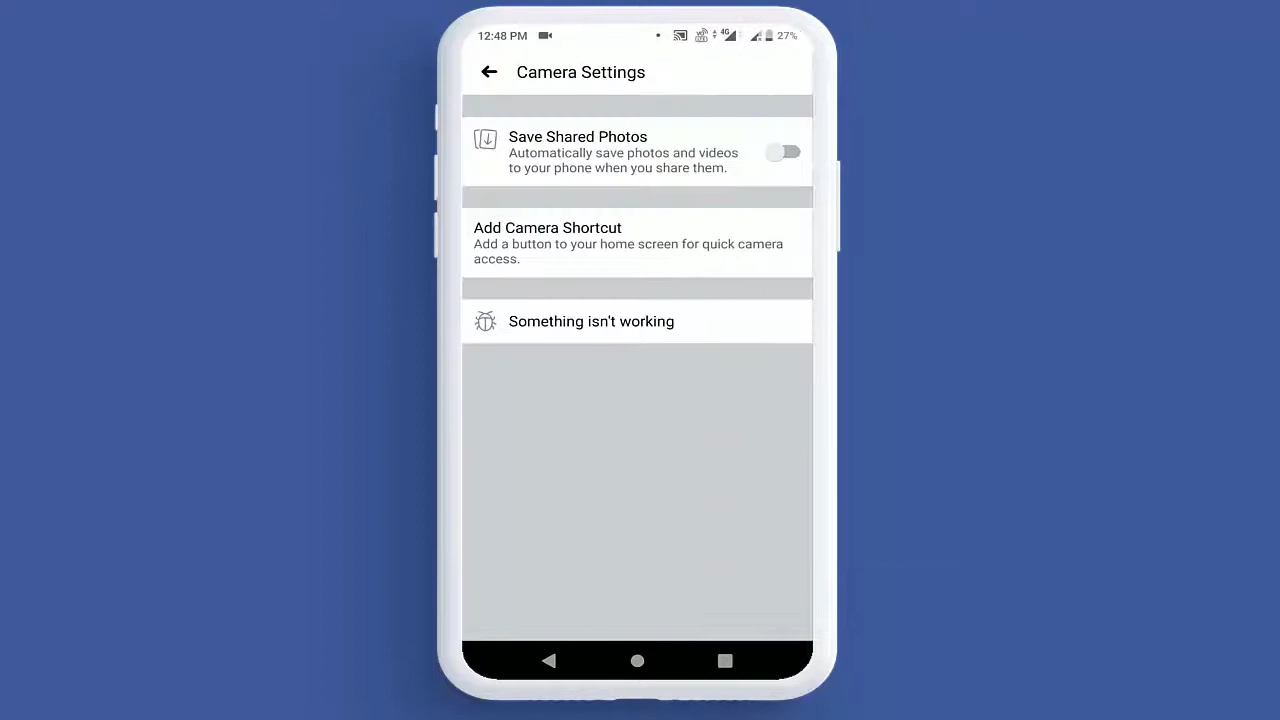 12:48 PM
4G
27%
Camera Settings
Save Shared Photos
Automatically save photos and videos
to your phone when you share them.
Add Camera Shortcut
Add a button to your home screen for quick camera
access.
Something isn't working